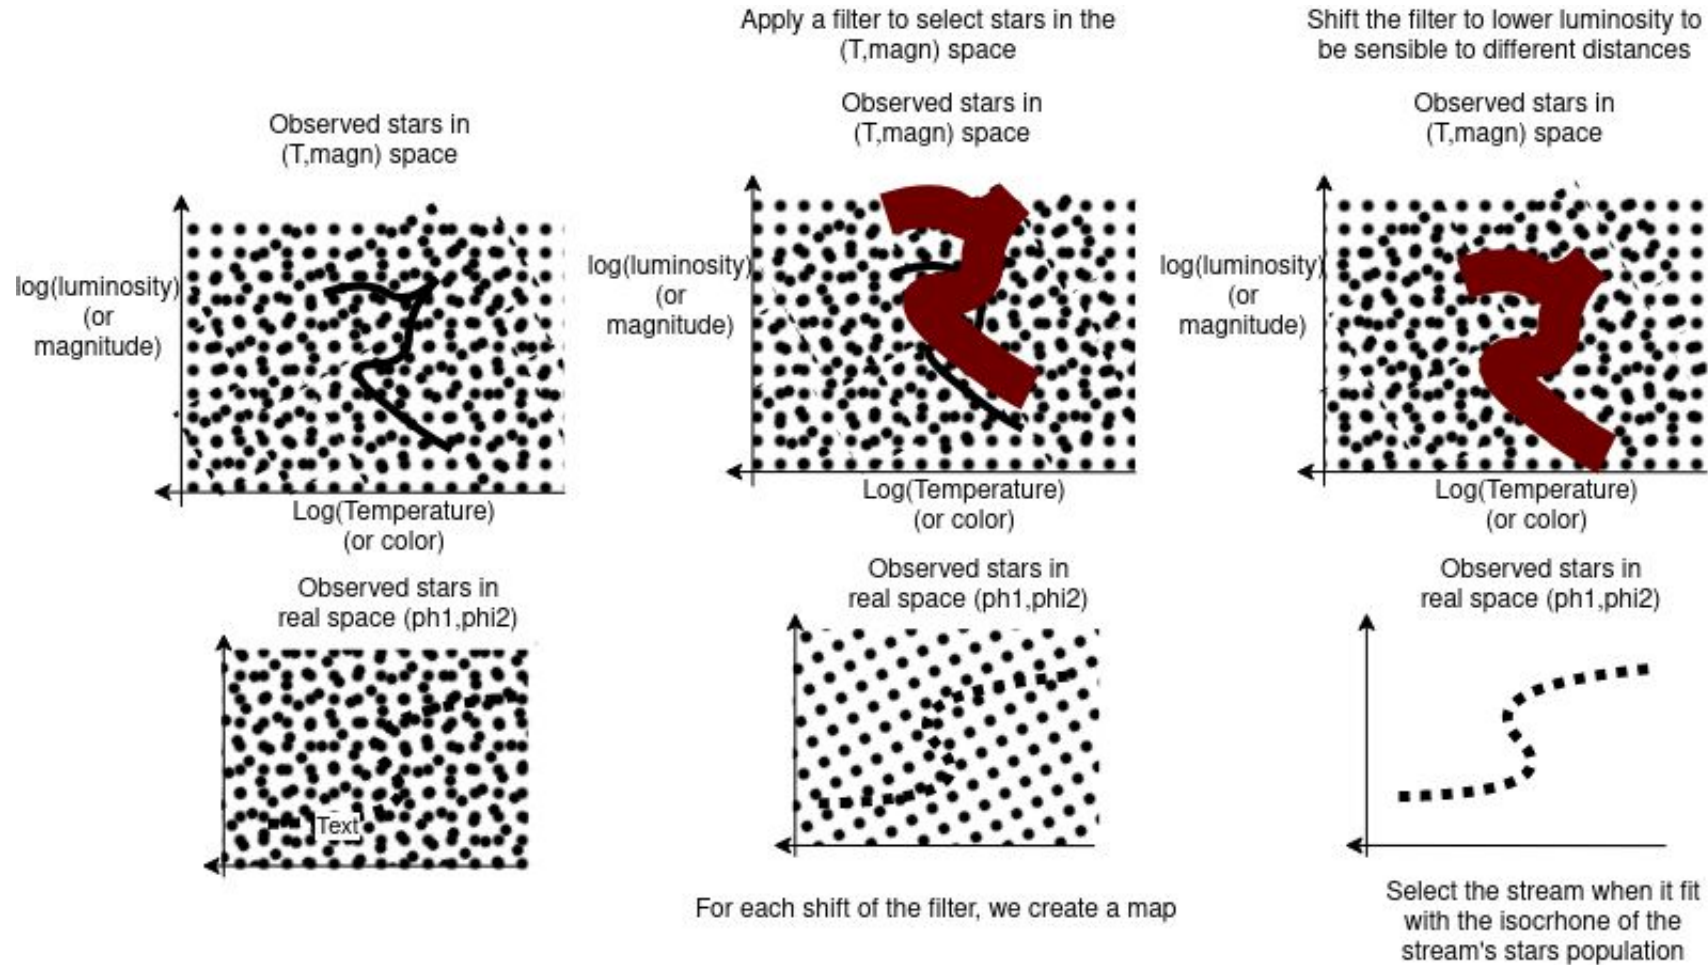 Observed stars in
(T,magn) space
log(luminosity)
(or
magnitude)
Log(Temperature)
(or color)
Observed stars in
real space (ph1,phi2)
Text
Apply a filter to select stars in the
(T,magn) space
Observed stars in
(T,magn) space
log(luminosity)
(or
magnitude)
Log(Temperature)
(or color)
Observed stars in
real space (ph1,phi2)
For each shift of the filter, we create a map
Shift the filter to lower luminosity to
be sensible to different distances
Observed stars in
(T,magn) space
log(luminosity)
(or
magnitude)
Log(Temperature)
(or color)
Observed stars in
real space (ph1,phi2)
Select the stream when it fit
with the isocrhone of the
stream's stars population